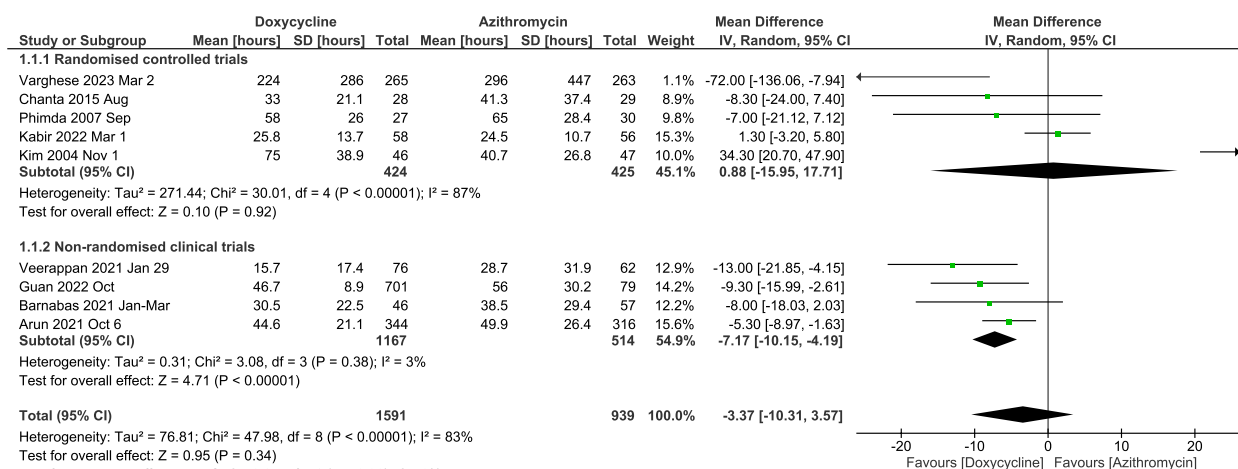 Doxycycline Azithromycin Mean Difference Mean Difference
Study or Subgroup Mean [hours] SD [hours] Total Mean [hours] SD [hours] Total Weight IV, Random, 95% CI IV, Random, 95% CI
1.1.1 Randomised controlled trials
Varghese 2023 Mar 2 224 286 265 296 447 263 1.1% -72.00 [-136.06, -7.94]
Chanta 2015 Aug 33 21.1 28 41.3 37.4 29 8.9% -8.30 [-24.00, 7.40]
Phimda 2007 Sep 58 26 27 65 28.4 30 9.8% -7.00 [-21.12, 7.12]
Kabir 2022 Mar 1 25.8 13.7 58 24.5 10.7 56 15.3% 1.30 [-3.20, 5.80]
Kim 2004 Nov 1 75 38.9 46 40.7 26.8 47 10.0% 34.30 [20.70, 47.90]
Subtotal (95% CI) 424 425 45.1% 0.88 [-15.95, 17.71]
Heterogeneity: Tau² = 271.44; Chi² = 30.01, df = 4 (P < 0.00001); I² = 87%
Test for overall effect: Z = 0.10 (P = 0.92)
1.1.2 Non-randomised clinical trials
Veerappan 2021 Jan 29 15.7 17.4 76 28.7 31.9 62 12.9% -13.00 [-21.85, -4.15]
Guan 2022 Oct 46.7 8.9 701 56 30.2 79 14.2% -9.30 [-15.99, -2.61]
Barnabas 2021 Jan-Mar 30.5 22.5 46 38.5 29.4 57 12.2% -8.00 [-18.03, 2.03]
Arun 2021 Oct 6 44.6 21.1 344 49.9 26.4 316 15.6% -5.30 [-8.97, -1.63]
Subtotal (95% CI) 1167 514 54.9% -7.17 [-10.15, -4.19]
Heterogeneity: Tau² = 0.31; Chi² = 3.08, df = 3 (P = 0.38); I² = 3%
Test for overall effect: Z = 4.71 (P < 0.00001)
Total (95% CI) 1591 939 100.0% -3.37 [-10.31, 3.57]
Heterogeneity: Tau² = 76.81; Chi² = 47.98, df = 8 (P < 0.00001); I² = 83%
Test for overall effect: Z = 0.95 (P = 0.34)
-20 -10 0 10 20
Favours [Doxycycline] Favours [Azithromycin]